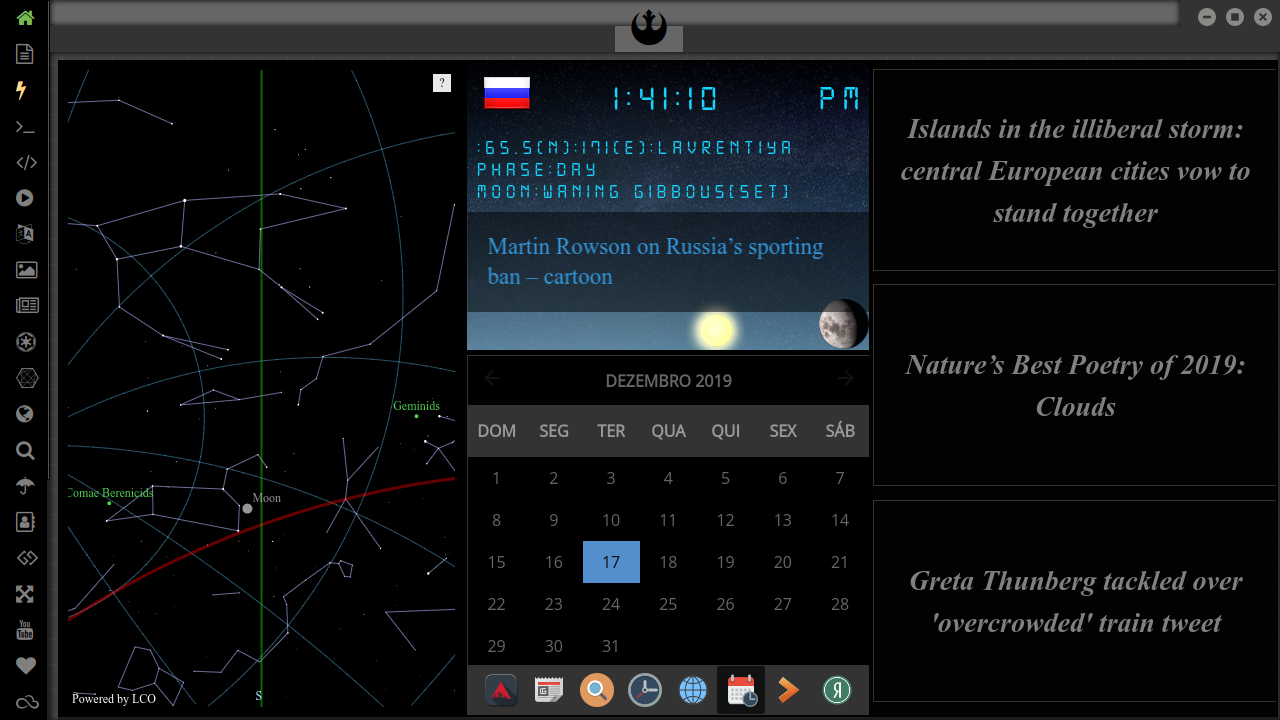 ?
Geminids
Comae Berenicids
Moon
Powered by LCO
S
1:41:10 PM
:65.5(N):171(E):LAVRENTIYA
PHASE:DAY
MOON:WANING GIBBOUS(SET)
Martin Rowson on Russia’s sporting
ban – cartoon
DEZEMBRO 2019
DOM SEG TER QUA QUI SEX SÁB
1 2 3 4 5 6 7
8 9 10 11 12 13 14
15 16 17 18 19 20 21
22 23 24 25 26 27 28
29 30 31
Я
Islands in the illiberal storm:
central European cities vow to
stand together
Nature’s Best Poetry of 2019:
Clouds
Greta Thunberg tackled over
'overcrowded' train tweet
You
Tube